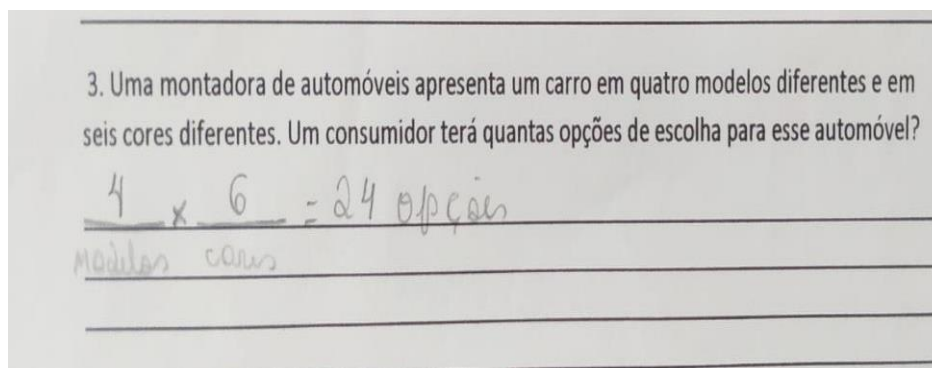 3. Uma montadora de automóveis apresenta um carro em quatro modelos diferentes e em
seis cores diferentes. Um consumidor terá quantas opções de escolha para esse automóvel?
4 x 6 = 24 opções
modelos cores